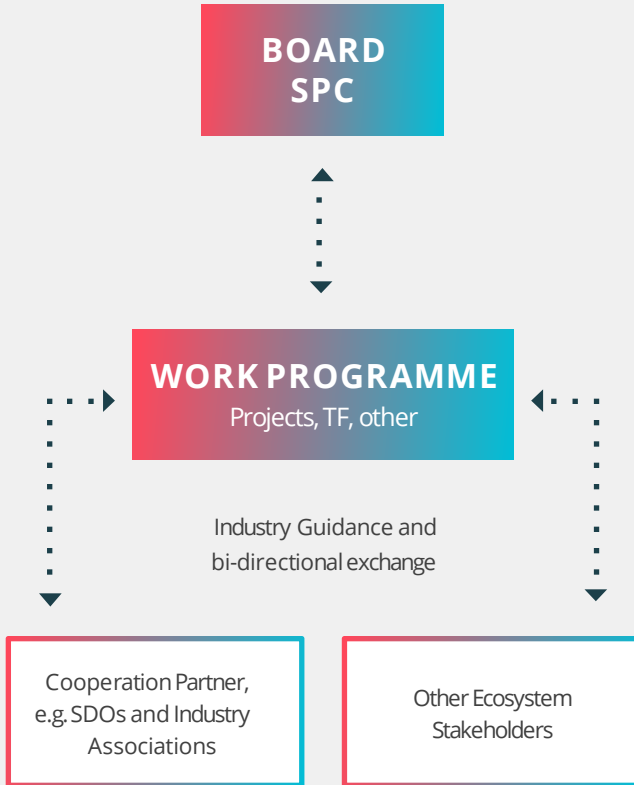 BOARD
SPC
WORK PROGRAMME
Projects, TF, other
Industry Guidance and
bi-directional exchange
Cooperation Partner,
e.g. SDOs and Industry
Associations
Other Ecosystem
Stakeholders